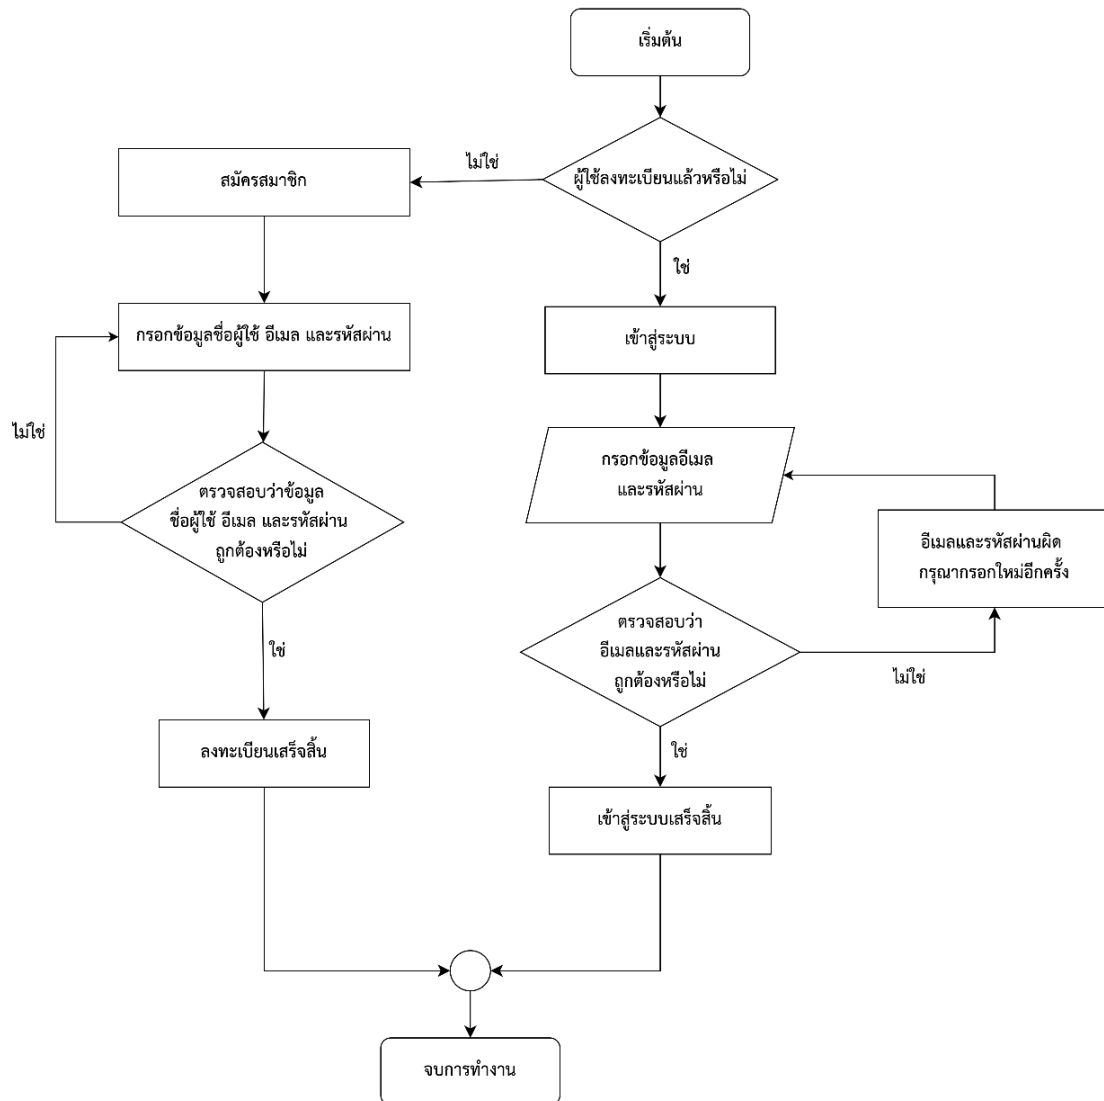 เริ่มต้น
ผู้ใช้ลงทะเบียนแล้วหรือไม่
ไม่ใช่
สมัครสมาชิก
ใช่
กรอกข้อมูลชื่อผู้ใช้ อีเมล และรหัสผ่าน
เข้าสู่ระบบ
ไม่ใช่
ตรวจสอบว่าข้อมูล
ชื่อผู้ใช้ อีเมล และรหัสผ่าน
ถูกต้องหรือไม่
กรอกข้อมูลอีเมล
และรหัสผ่าน
อีเมลและรหัสผ่านผิด
กรุณากรอกใหม่อีกครั้ง
ตรวจสอบว่า
อีเมลและรหัสผ่าน
ถูกต้องหรือไม่
ไม่ใช่
ใช่
ลงทะเบียนเสร็จสิ้น
ใช่
เข้าสู่ระบบเสร็จสิ้น
จบการทำงาน